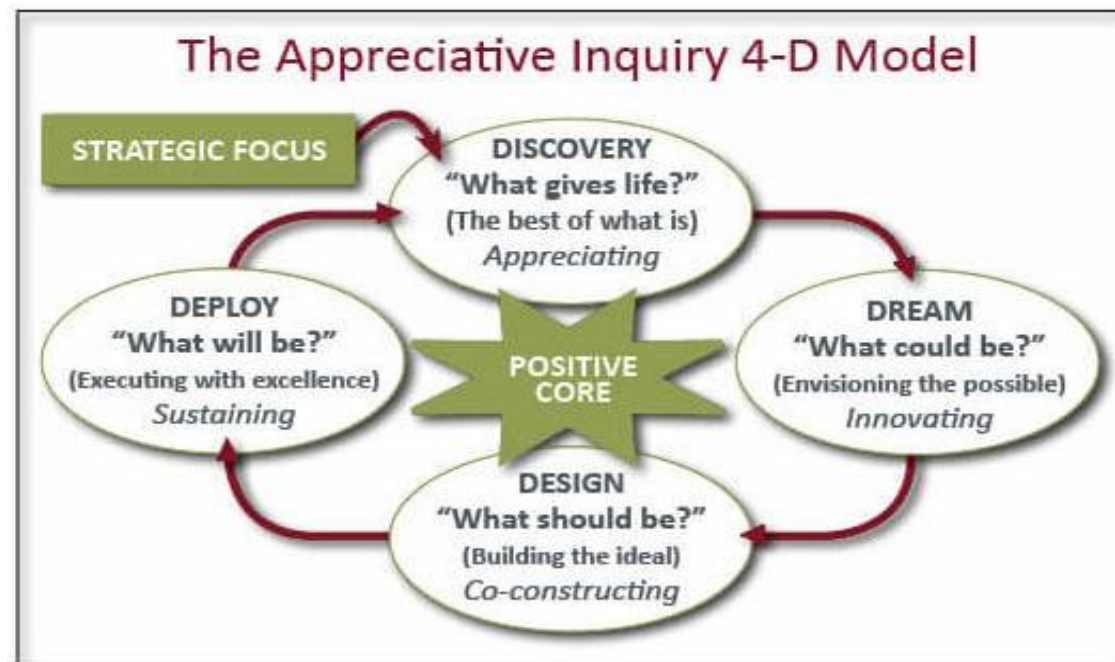 The Appreciative Inquiry 4-D Model
STRATEGIC FOCUS
DISCOVERY
“What gives life?”
(The best of what is)
Appreciating
DREAM
“What could be?”
(Envisioning the possible)
Innovating
DESIGN
“What should be?”
(Building the ideal)
Co-constructing
DEPLOY
“What will be?”
(Executing with excellence)
Sustaining
POSITIVE
CORE